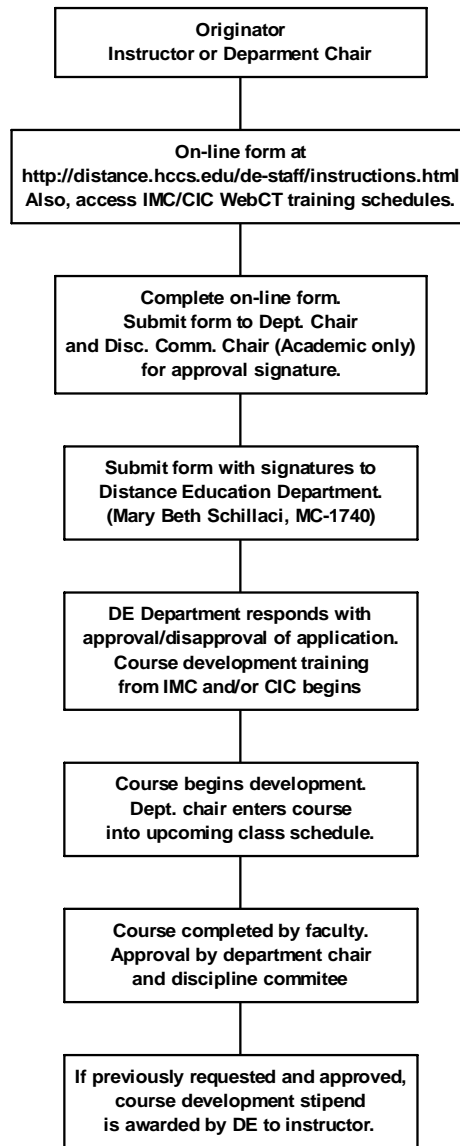 Originator
Instructor or Deparment Chair
On-line form at
http://distance.hccs.edu/de-staff/instructions.html
Also, access IMC/CIC WebCT training schedules.
Complete on-line form.
Submit form to Dept. Chair
and Disc. Comm. Chair (Academic only)
for approval signature.
Submit form with signatures to
Distance Education Department.
(Mary Beth Schillaci, MC-1740)
DE Department responds with
approval/disapproval of application.
Course development training
from IMC and/or CIC begins
Course begins development.
Dept. chair enters course
into upcoming class schedule.
Course completed by faculty.
Approval by department chair
and discipline commitee
If previously requested and approved,
course development stipend
is awarded by DE to instructor.